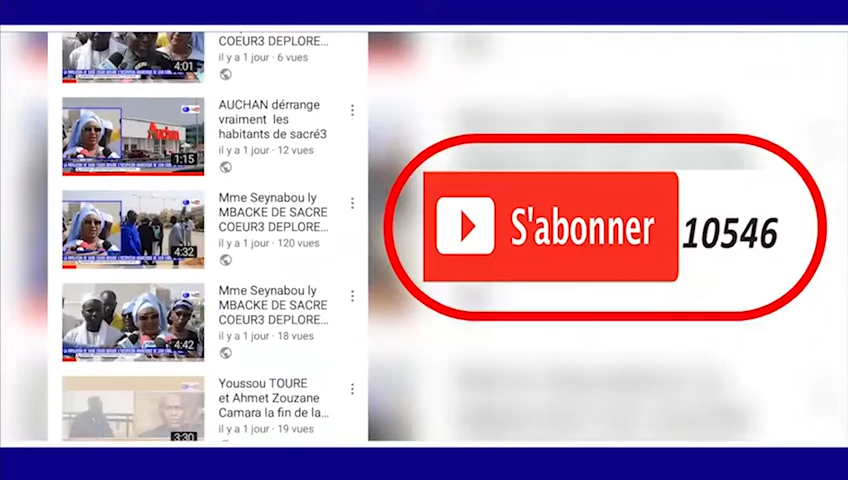 COEUR3 DEPLORE...
il y a 1 jour · 6 vues
4:01
AUCHAN dérrange
vraiment les
habitants de sacré3
il y a 1 jour · 12 vues
Auchan
1:15
Mme Seynabou ly
MBACKE DE SACRE
COEUR3 DEPLORE...
il y a 1 jour · 120 vues
4:32
Mme Seynabou ly
MBACKE DE SACRE
COEUR3 DEPLORE...
il y a 1 jour · 18 vues
4:42
Youssou TOURE
et Ahmet Zouzane
Camara la fin de la...
il y a 1 jour · 19 vues
3:30
S'abonner 10546